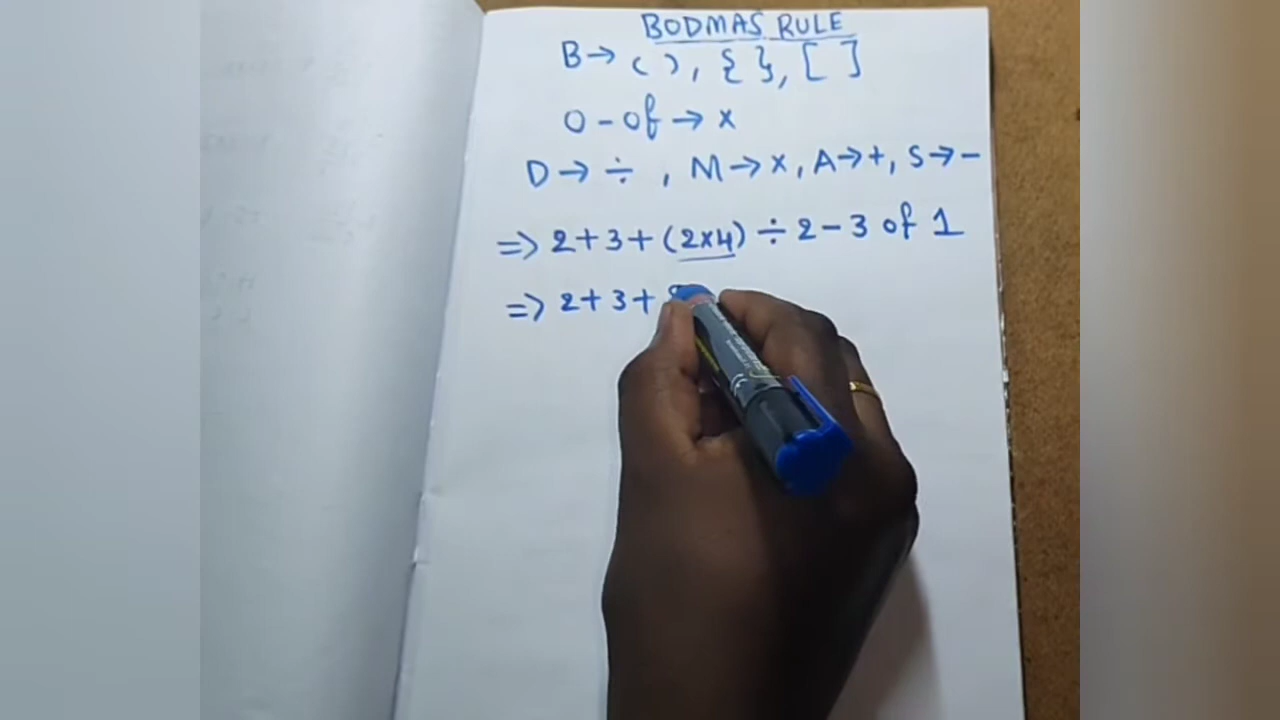 BODMAS RULE
B→ ( ), { }, [ ]
O - of → x
D → ÷ , M → x, A → +, S → -
=> 2+3+(2x4) ÷ 2 - 3 of 1
=> 2+3+